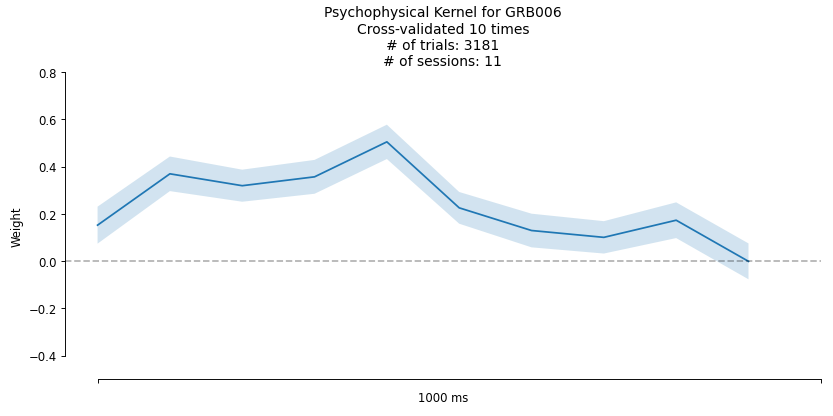 Psychophysical Kernel for GRB006
Cross-validated 10 times
# of trials: 3181
# of sessions: 11
0.8
0.6
0.4
0.2
0.0
−0.2
−0.4
Weight
1000 ms